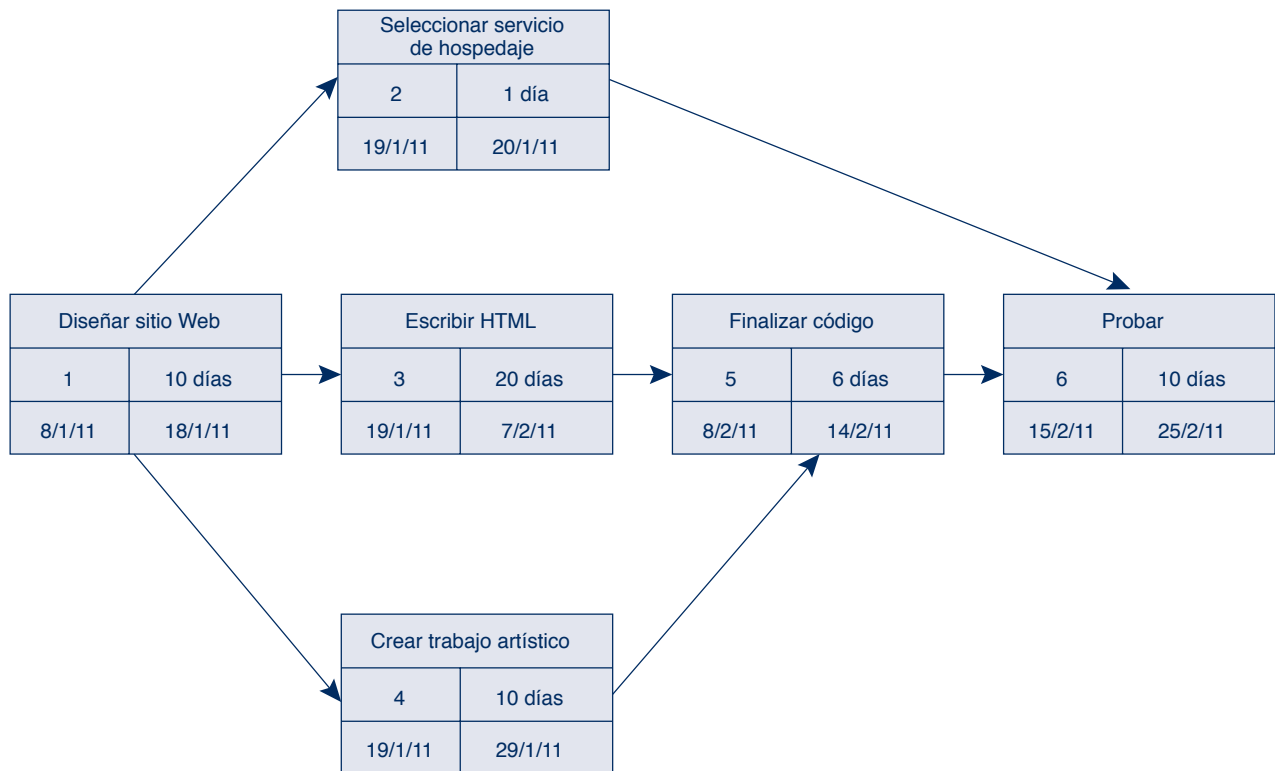 Seleccionar servicio
de hospedaje
2 1 día
19/1/11 20/1/11
Diseñar sitio Web
1 10 días
8/1/11 18/1/11
Escribir HTML
3 20 días
19/1/11 7/2/11
Finalizar código
5 6 días
8/2/11 14/2/11
Probar
6 10 días
15/2/11 25/2/11
Crear trabajo artístico
4 10 días
19/1/11 29/1/11